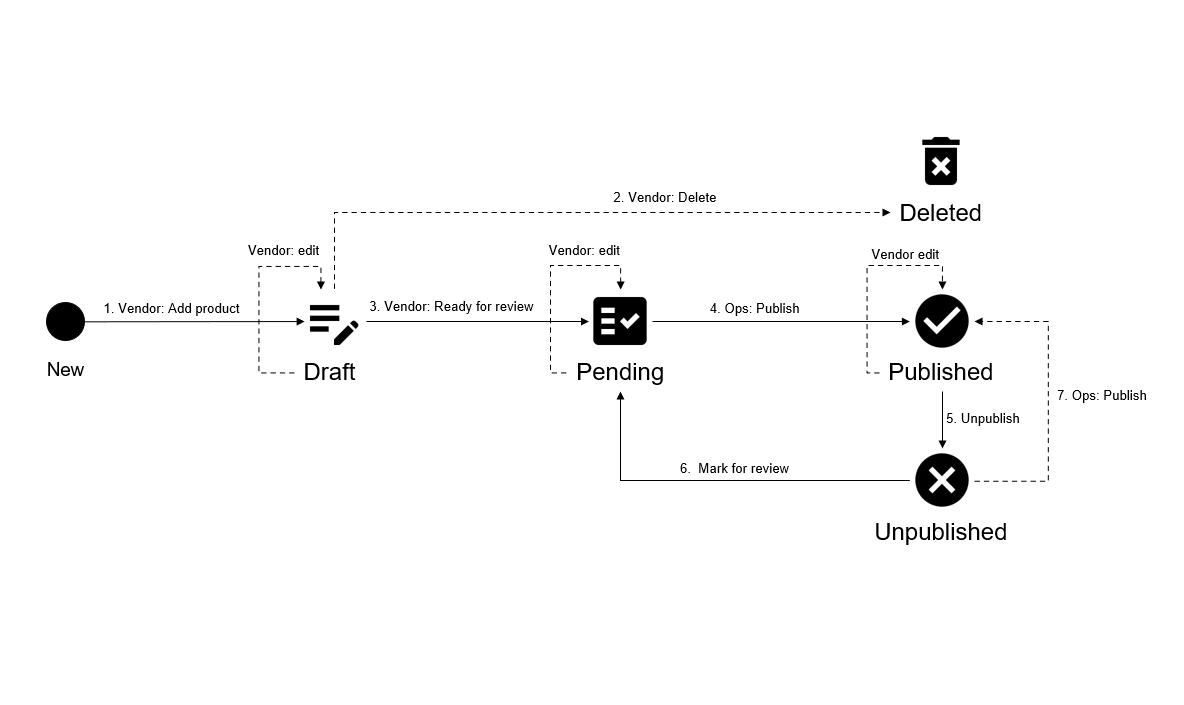 2. Vendor: Delete
Deleted
Vendor: edit
Vendor: edit
Vendor edit
1. Vendor: Add product
3. Vendor: Ready for review
4. Ops: Publish
New
Draft
Pending
Published
7. Ops: Publish
5. Unpublish
6.  Mark for review
Unpublished